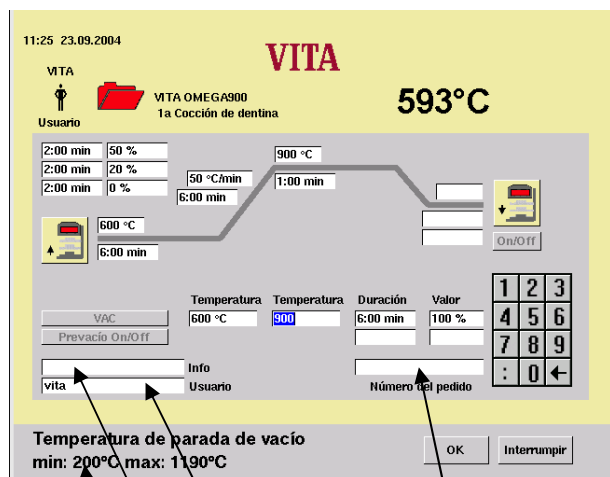 11:25 23.09.2004
VITA
VITA
Usuario
VITA OMEGA900
1a Cocción de dentina
593°C
2:00 min 50 %
2:00 min 20 %
2:00 min 0 %
50 °C/min
6:00 min
900 °C
1:00 min
600 °C
6:00 min
On/Off
VAC
Prevacío On/Off
Temperatura Temperatura Duración Valor
600 °C 900 6:00 min 100 %
1 2 3
4 5 6
7 8 9
: 0 ←
Info
vita Usuario
Número del pedido
Temperatura de parada de vacío
min: 200°C max: 1190°C
OK Interrumpir